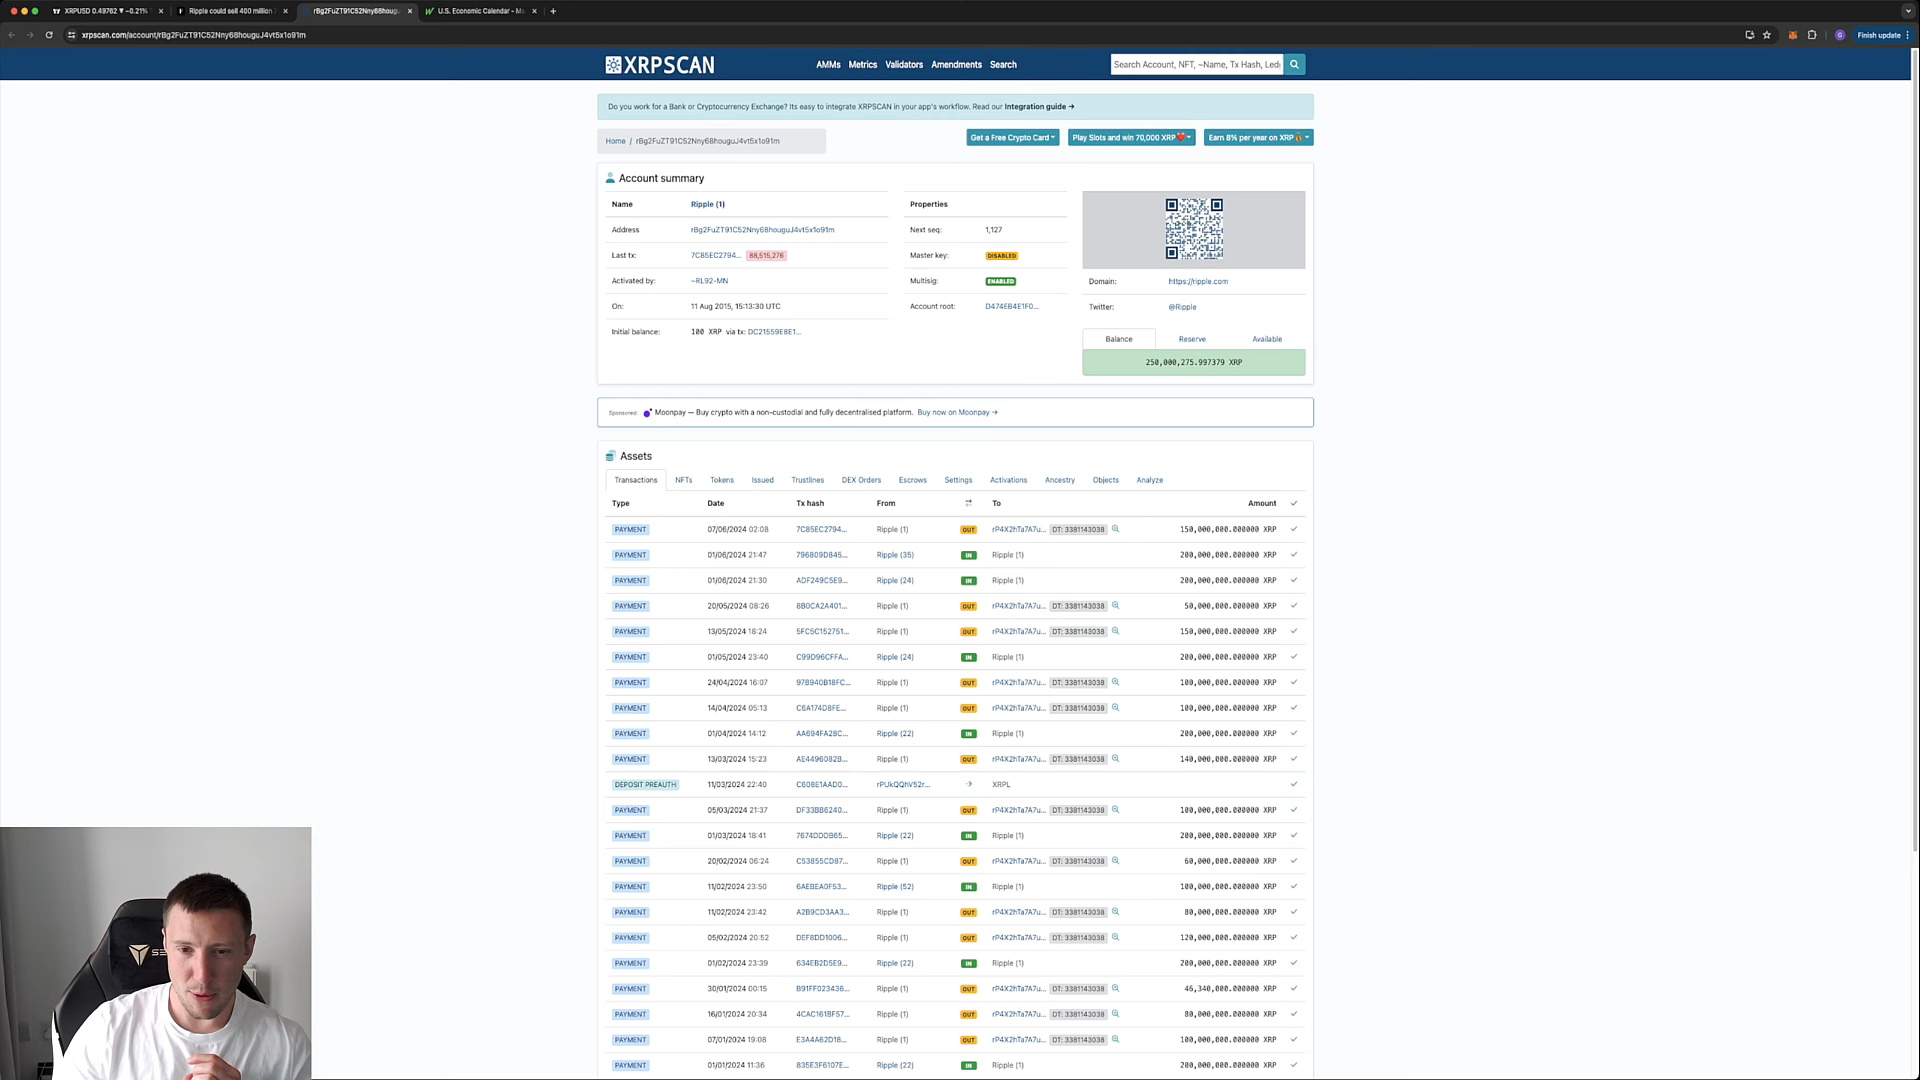 XRPUSD 0.49762 ▼ −0.21%
Ripple could sell 400 million
rBg2FuZT91C52Nny68houguJ4vt5x1o91m
U.S. Economic Calendar - Ma
xrpscan.com/account/rBg2FuZT91C52Nny68houguJ4vt5x1o91m
G
Finish update
XRPSCAN
AMMs Metrics Validators Amendments Search
Search Account, NFT, ~Name, Tx Hash, Led
Do you work for a Bank or Cryptocurrency Exchange? Its easy to integrate XRPSCAN in your app's workflow. Read our Integration guide →
Home / rBg2FuZT91C52Nny68houguJ4vt5x1o91m
Get a Free Crypto Card
Play Slots and win 70,000 XRP
Earn 8% per year on XRP
Account summary
Name Ripple (1)
Address rBg2FuZT91C52Nny68houguJ4vt5x1o91m
Last tx: 7C85EC2794... 88,515,276
Activated by: ~RL92-MN
On: 11 Aug 2015, 15:13:30 UTC
Initial balance: 100 XRP via tx: DC21559E8E1...
Properties
Next seq: 1,127
Master key: DISABLED
Multisig: ENABLED
Account root: D474EB4E1F0...
Domain: https://ripple.com
Twitter: @Ripple
Balance Reserve Available
250,000,275.997379 XRP
Sponsored: Moonpay — Buy crypto with a non-custodial and fully decentralised platform. Buy now on Moonpay →
Assets
Transactions NFTs Tokens Issued Trustlines DEX Orders Escrows Settings Activations Ancestry Objects Analyze
Type Date Tx hash From To Amount
PAYMENT 07/06/2024 02:08 7C85EC2794... Ripple (1) OUT rP4X2hTa7A7u... DT: 3381143038 150,000,000.000000 XRP
PAYMENT 01/06/2024 21:47 796809D845... Ripple (35) IN Ripple (1) 200,000,000.000000 XRP
PAYMENT 01/06/2024 21:30 ADF249C5E9... Ripple (24) IN Ripple (1) 200,000,000.000000 XRP
PAYMENT 20/05/2024 08:26 8B0CA2A401... Ripple (1) OUT rP4X2hTa7A7u... DT: 3381143038 50,000,000.000000 XRP
PAYMENT 13/05/2024 18:24 5FC5C152751... Ripple (1) OUT rP4X2hTa7A7u... DT: 3381143038 150,000,000.000000 XRP
PAYMENT 01/05/2024 23:40 C99D96CFFA... Ripple (24) IN Ripple (1) 200,000,000.000000 XRP
PAYMENT 24/04/2024 16:07 97B940B18FC... Ripple (1) OUT rP4X2hTa7A7u... DT: 3381143038 100,000,000.000000 XRP
PAYMENT 14/04/2024 05:13 C6A174D8FE... Ripple (1) OUT rP4X2hTa7A7u... DT: 3381143038 100,000,000.000000 XRP
PAYMENT 01/04/2024 14:12 AA694FA28C... Ripple (22) IN Ripple (1) 200,000,000.000000 XRP
PAYMENT 13/03/2024 15:23 AE4496082B... Ripple (1) OUT rP4X2hTa7A7u... DT: 3381143038 140,000,000.000000 XRP
DEPOSIT PREAUTH 11/03/2024 22:40 C608E1AAD0... rPUkQQhV52r... → XRPL
PAYMENT 05/03/2024 21:37 DF33BB6240... Ripple (1) OUT rP4X2hTa7A7u... DT: 3381143038 100,000,000.000000 XRP
PAYMENT 01/03/2024 18:41 7674DDDB65... Ripple (22) IN Ripple (1) 200,000,000.000000 XRP
PAYMENT 20/02/2024 06:24 C53855CD87... Ripple (1) OUT rP4X2hTa7A7u... DT: 3381143038 60,000,000.000000 XRP
PAYMENT 11/02/2024 23:50 6AEBEA0F53... Ripple (52) IN Ripple (1) 100,000,000.000000 XRP
PAYMENT 11/02/2024 23:42 A2B9CD3AA3... Ripple (1) OUT rP4X2hTa7A7u... DT: 3381143038 80,000,000.000000 XRP
PAYMENT 05/02/2024 20:52 DEF8DD1006... Ripple (1) OUT rP4X2hTa7A7u... DT: 3381143038 120,000,000.000000 XRP
PAYMENT 01/02/2024 23:39 634EB2D5E9... Ripple (22) IN Ripple (1) 200,000,000.000000 XRP
PAYMENT 30/01/2024 00:15 B91FF023436... Ripple (1) OUT rP4X2hTa7A7u... DT: 3381143038 46,340,000.000000 XRP
PAYMENT 16/01/2024 20:34 4CAC161BF57... Ripple (1) OUT rP4X2hTa7A7u... DT: 3381143038 80,000,000.000000 XRP
PAYMENT 07/01/2024 19:08 E3A4A62D18... Ripple (1) OUT rP4X2hTa7A7u... DT: 3381143038 100,000,000.000000 XRP
PAYMENT 01/01/2024 11:36 835E3F6107E... Ripple (22) IN Ripple (1) 200,000,000.000000 XRP